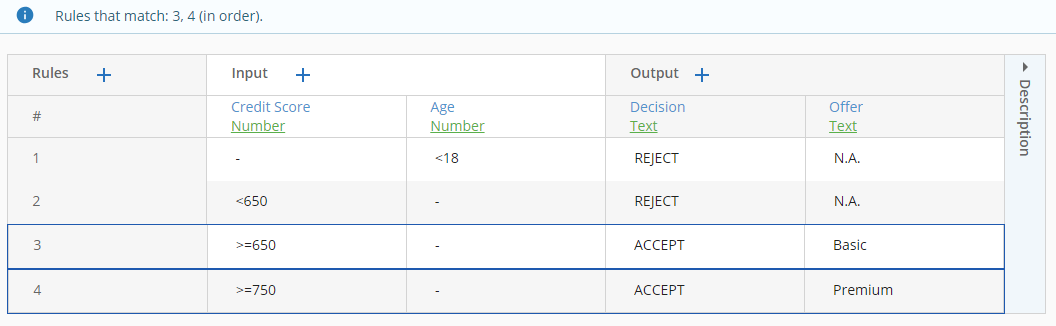 Rules that match: 3, 4 (in order).
Rules + Input + Output +
# Credit Score Age Decision Offer
Number Number Text Text
1 - <18 REJECT N.A.
2 <650 - REJECT N.A.
3 >=650 - ACCEPT Basic
4 >=750 - ACCEPT Premium
Description